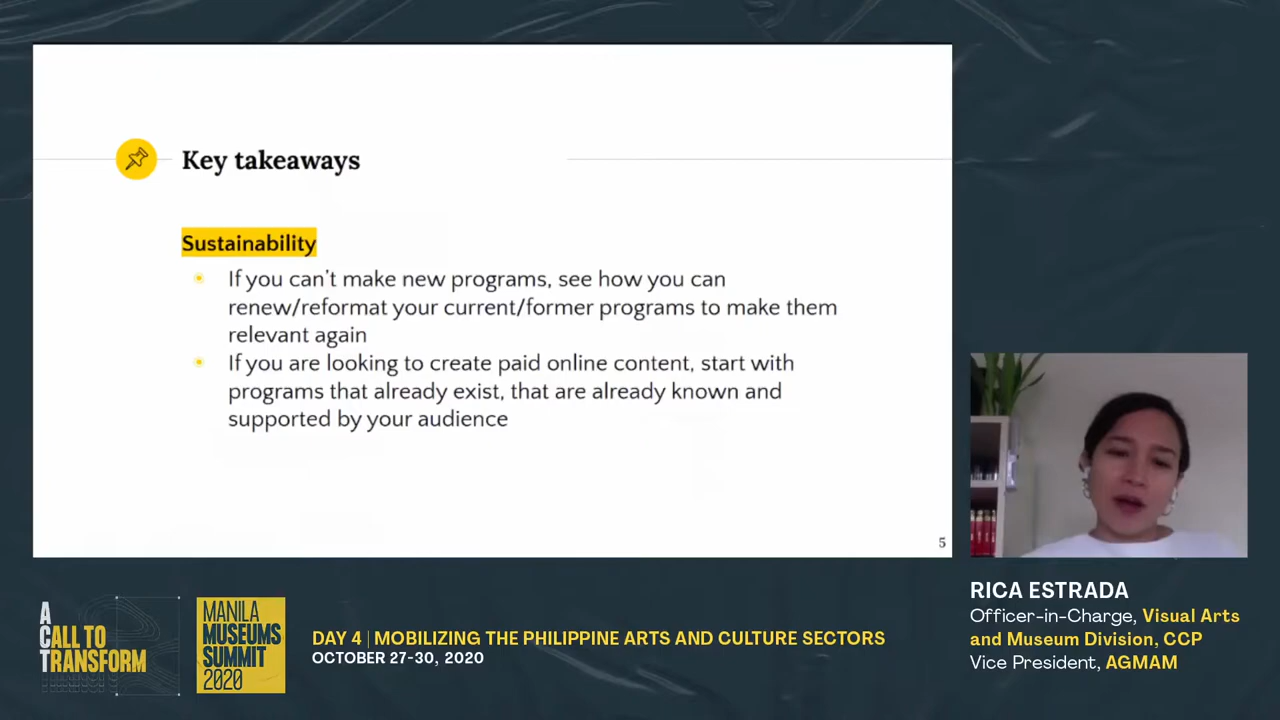 Key takeaways
Sustainability
If you can't make new programs, see how you can
renew/reformat your current/former programs to make them
relevant again
If you are looking to create paid online content, start with
programs that already exist, that are already known and
supported by your audience
5
RICA ESTRADA
Officer-in-Charge, Visual Arts
and Museum Division, CCP
Vice President, AGMAM
A
CALL TO
TRANSFORM
MANILA
MUSEUMS
SUMMIT
2020
DAY 4 | MOBILIZING THE PHILIPPINE ARTS AND CULTURE SECTORS
OCTOBER 27-30, 2020